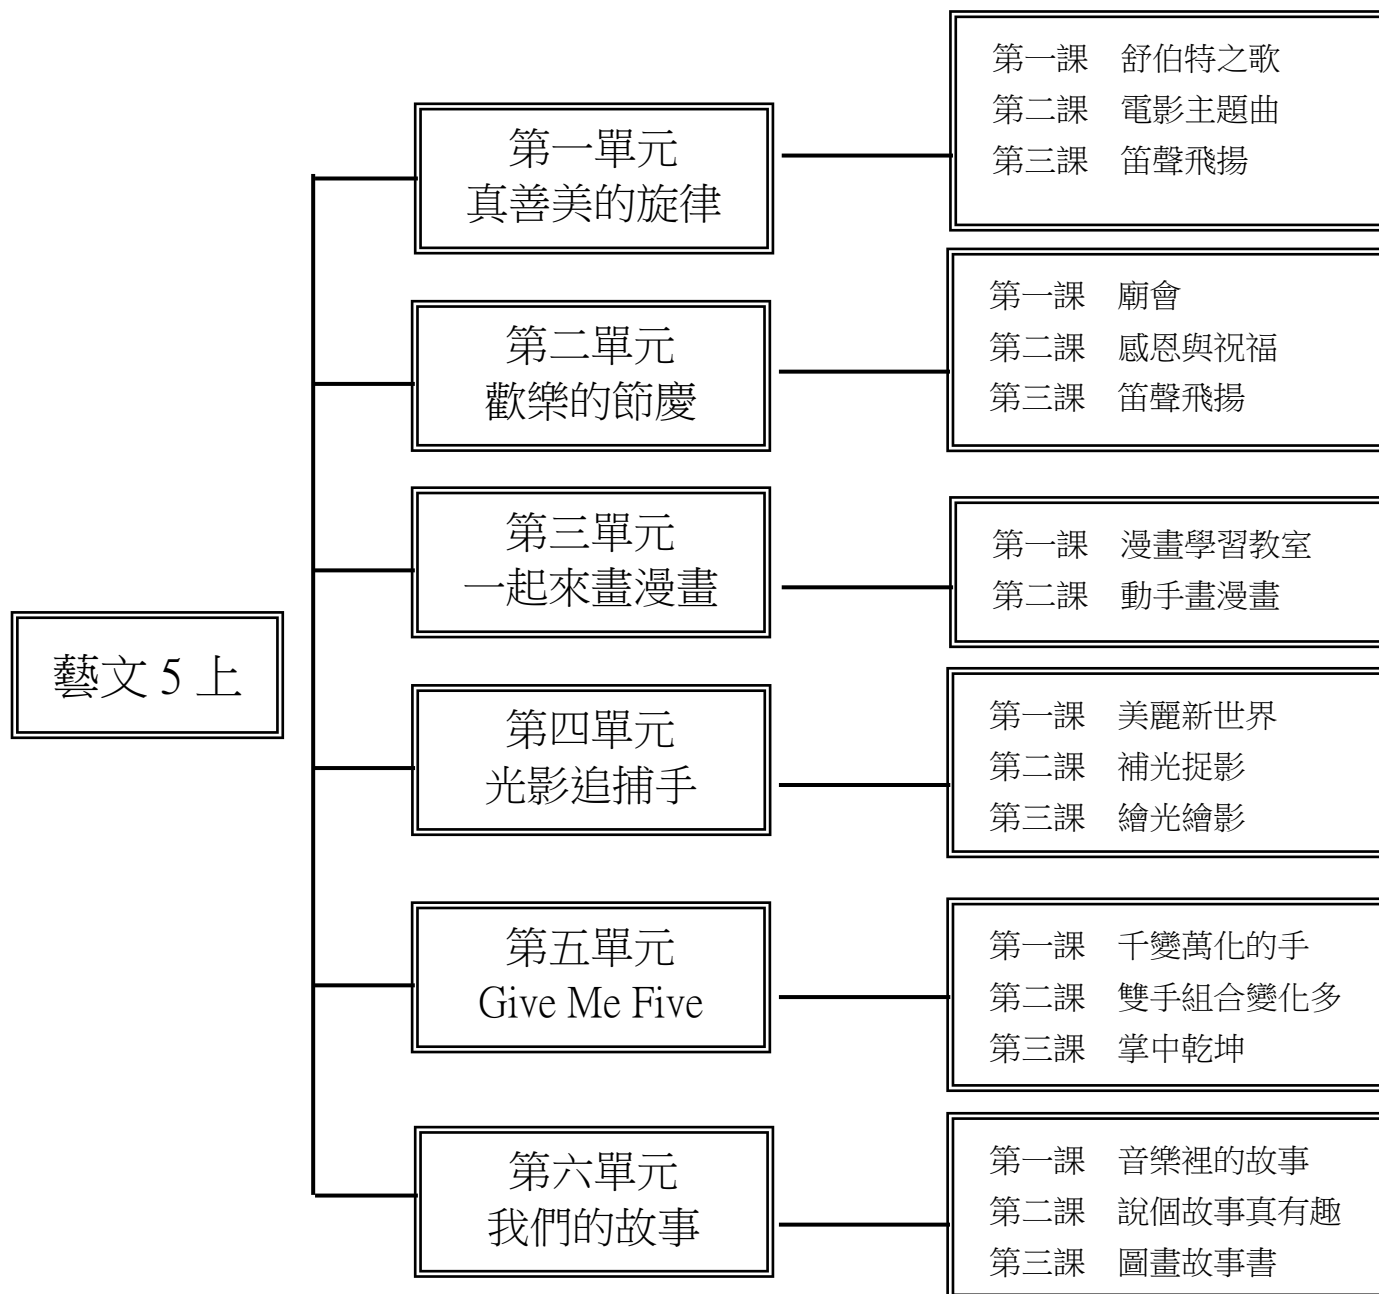 藝文 5 上
第一單元
真善美的旋律
第一課　舒伯特之歌
第二課　電影主題曲
第三課　笛聲飛揚
第二單元
歡樂的節慶
第一課　廟會
第二課　感恩與祝福
第三課　笛聲飛揚
第三單元
一起來畫漫畫
第一課　漫畫學習教室
第二課　動手畫漫畫
第四單元
光影追捕手
第一課　美麗新世界
第二課　補光捉影
第三課　繪光繪影
第五單元
Give Me Five
第一課　千變萬化的手
第二課　雙手組合變化多
第三課　掌中乾坤
第六單元
我們的故事
第一課　音樂裡的故事
第二課　說個故事真有趣
第三課　圖畫故事書